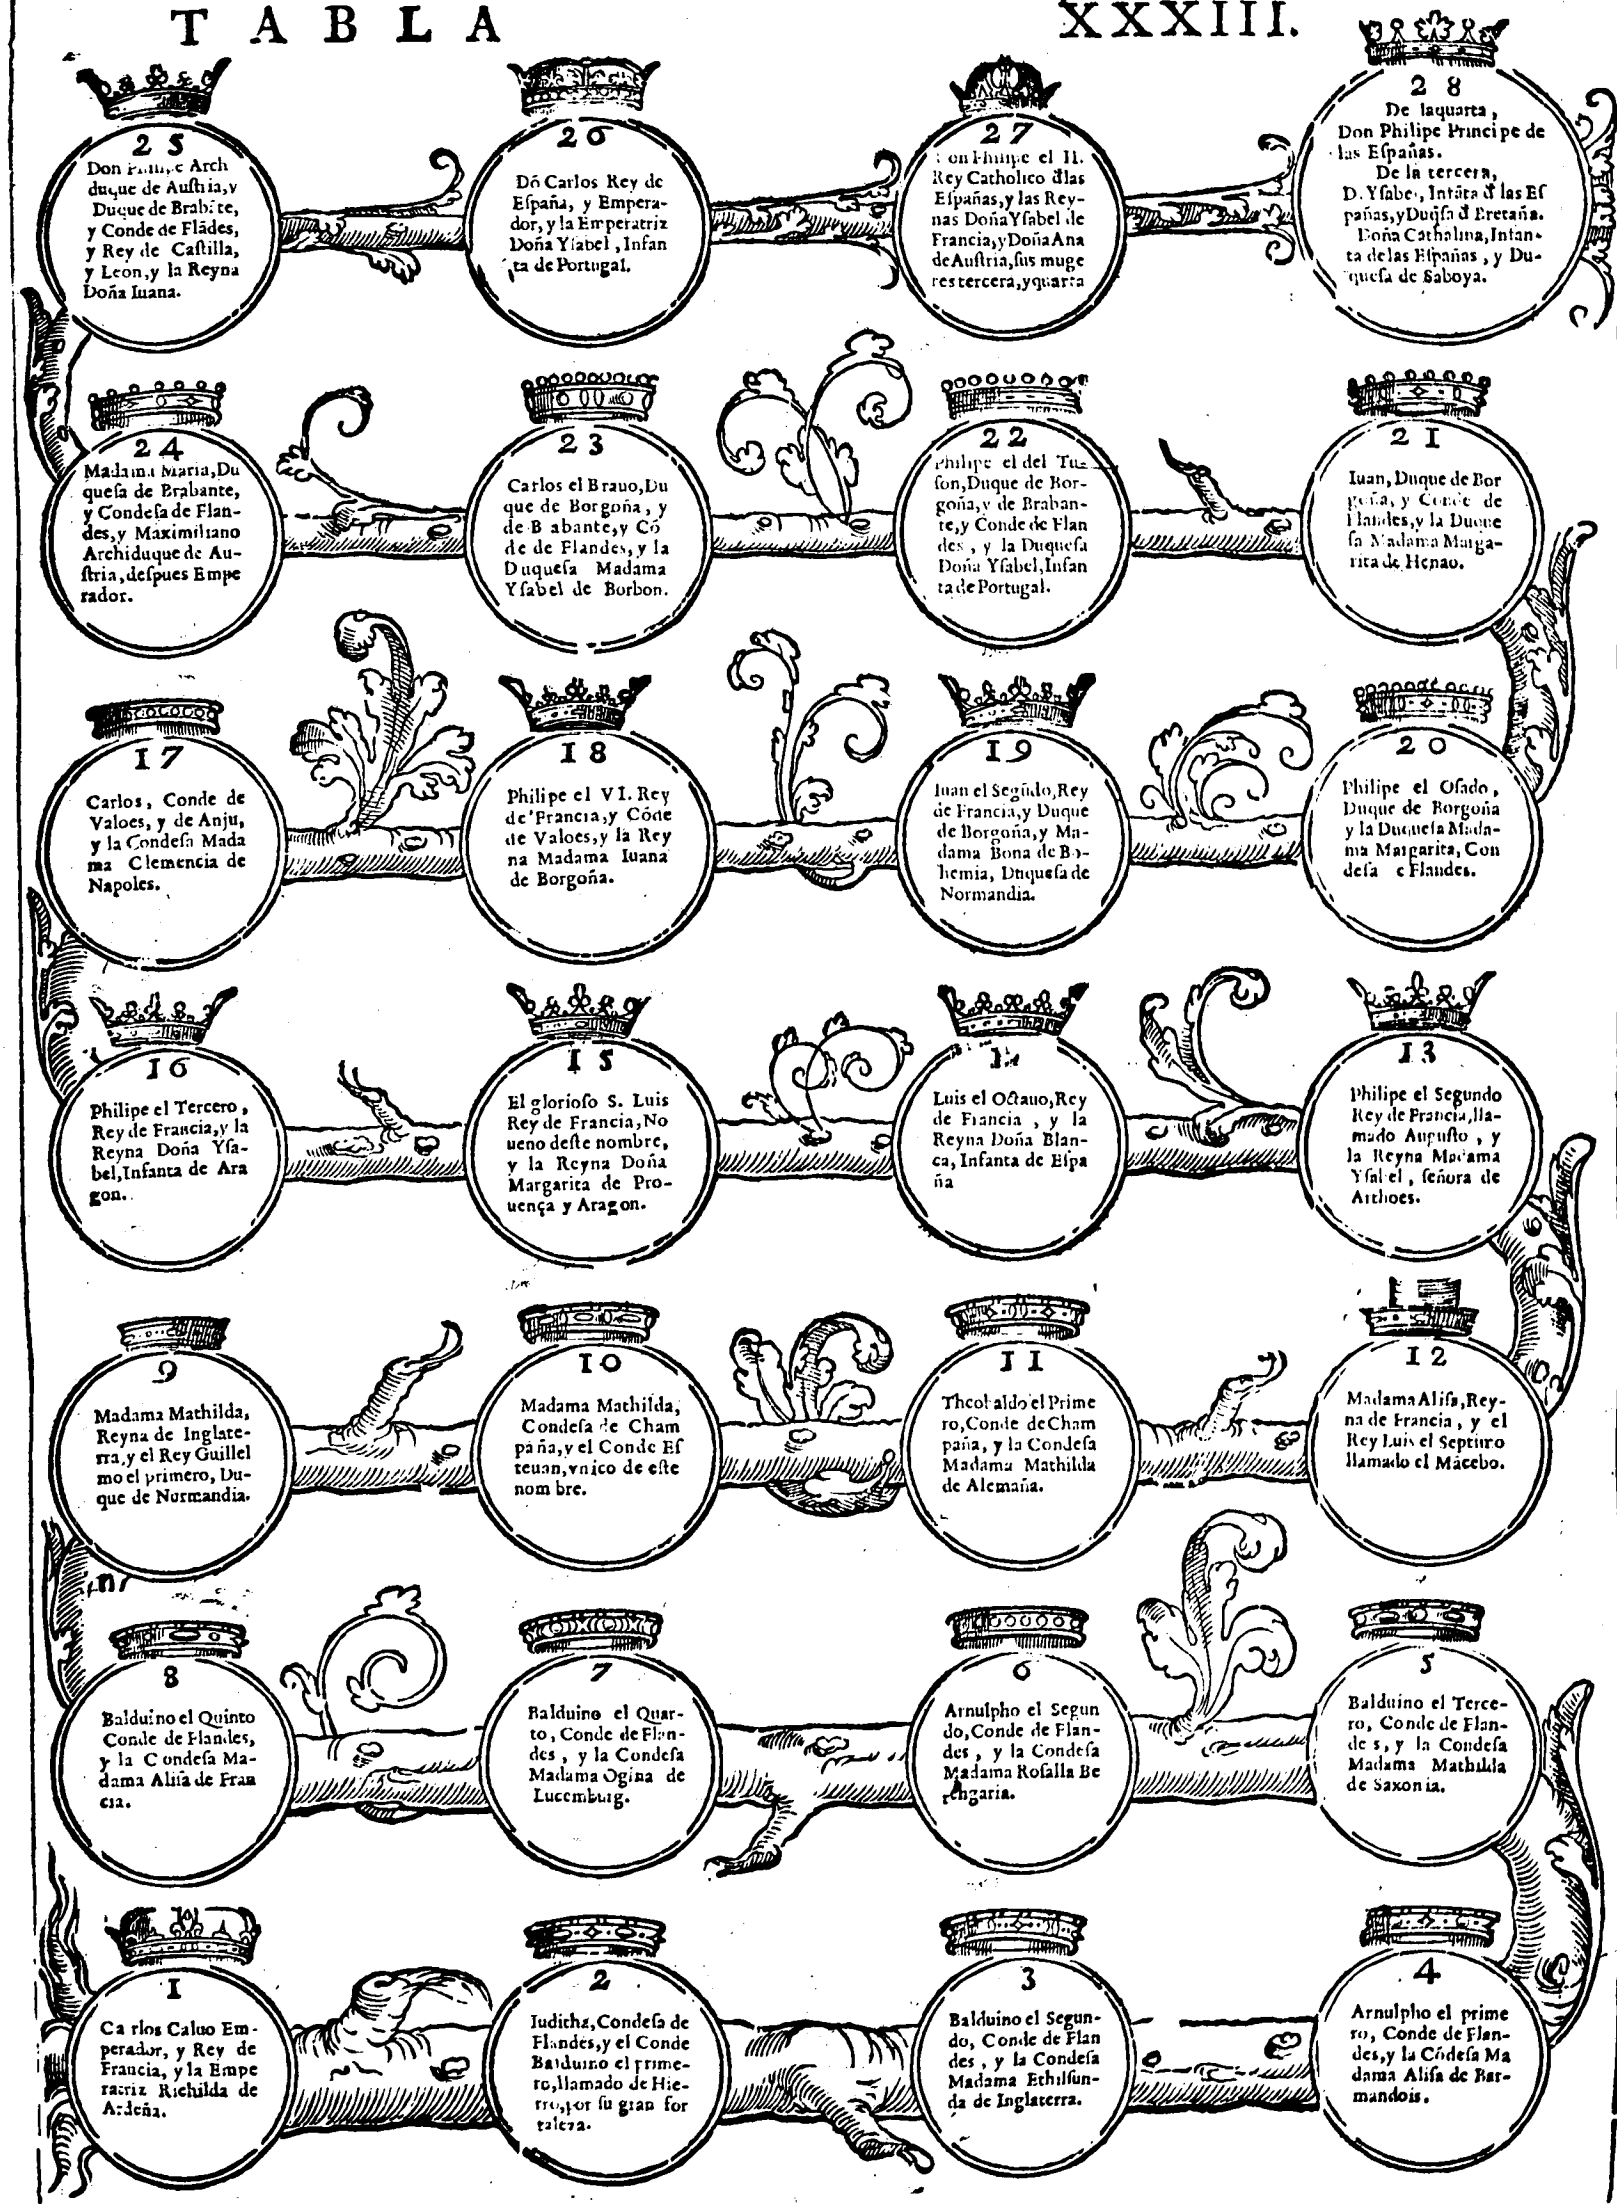 TABLA XXXIII.
25
Don Arch
duque de Auſtria, y
Duque de Brabãte,
y Conde de Flãdes,
y Rey de Caſtilla,
y Leon, y la Reyna
Doña Iuana.
26
Dõ Carlos Rey de
Eſpaña, y Empera-
dor, y la Emperatriz
Doña Yſabel, Infan
ta de Portugal.
27
Don Philipe el II.
Rey Catholico đlas
Eſpañas, y las Rey-
nas Doña Yſabel de
Francia, y Doña Ana
de Auſtria, ſus muge
res tercera, y quarta
28
De la quarta,
Don Philipe Principe de
las Eſpañas.
De la tercera,
D. Yſabel, Infãta đ las Eſ
pañas, y Duq̃ſa đ Bretaña.
Doña Cathalina, Infan-
ta de las Eſpañas, y Du-
queſa de Saboya.
24
Madama Maria, Du
queſa de Brabante,
y Condeſa de Flan-
des, y Maximiliano
Archiduque de Au-
ſtria, deſpues Empe
rador.
23
Carlos el Brauo, Du
que de Borgoña, y
de B abante, y Cõ
de de Flandes, y la
Duqueſa Madama
Yſabel de Borbon.
22
Philipe el del Tu-
ſon, Duque de Bor-
goña, y de Braban-
te, y Conde de Flan
des, y la Duqueſa
Doña Yſabel, Infan
ta de Portugal.
21
Iuan, Duque de Bor
goña, y Conde de
Flandes, y la Duque
ſa Madama Marga-
rita de Henao.
17
Carlos, Conde de
Valoes, y de Anju,
y la Condeſa Mada
ma Clemencia de
Napoles.
18
Philipe el VI. Rey
de Francia, y Cõde
de Valoes, y la Rey
na Madama Iuana
de Borgoña.
19
Iuan el Segũdo, Rey
de Francia, y Duque
de Borgoña, y Ma-
dama Bona de Bo-
hemia, Duqueſa de
Normandia.
20
Philipe el Oſado,
Duque de Borgoña
y la Duqueſa Mada-
ma Margarita, Con
deſa e Flandes.
16
Philipe el Tercero,
Rey de Francia, y la
Reyna Doña Yſa-
bel, Infanta de Ara
gon.
15
El glorioſo S. Luis
Rey de Francia, No
ueno deſte nombre,
y la Reyna Doña
Margarita de Pro-
uença y Aragon.
14
Luis el Octauo, Rey
de Francia, y la
Reyna Doña Blan-
ca, Infanta de Eſpa
ña
13
Philipe el Segundo
Rey de Francia, lla-
mado Auguſto, y
la Reyna Madama
Yſabel, ſeñora de
Arthoes.
9
Madama Mathilda,
Reyna de Inglate-
rra, y el Rey Guillel
mo el primero, Du-
que de Normandia.
10
Madama Mathilda,
Condeſa de Cham
paña, y el Conde Eſ
teuan, vnico de eſte
nombre.
11
Theobaldo el Prime
ro, Conde de Cham
paña, y la Condeſa
Madama Mathilda
de Alemaña.
12
Madama Aliſa, Rey-
na de Francia, y el
Rey Luis el Septimo
llamado el Mãcebo.
8
Balduino el Quinto
Conde de Flandes,
y la C ondeſa Ma-
dama Aliſa de Fran
cia.
7
Balduino el Quar-
to, Conde de Flan-
des, y la Condeſa
Madama Ogina de
Lucemburg.
6
Arnulpho el Segun
do, Conde de Flan-
des, y la Condeſa
Madama Roſalla Be
rengaria.
5
Balduino el Terce-
ro, Conde de Flan-
des, y la Condeſa
Madama Mathilda
de Saxonia.
1
Carlos Caluo Em-
perador, y Rey de
Francia, y la Empe
ratriz Richilda de
Ardeña.
2
Iuditha, Condeſa de
Flandes, y el Conde
Balduino el prime-
ro, llamado de Hie-
rro, por ſu gran for
taleza.
3
Balduino el Segun-
do, Conde de Flan
des, y la Condeſa
Madama Ethilſun-
da de Inglaterra.
4
Arnulpho el prime
ro, Conde de Flan-
des, y la Cõdeſa Ma
dama Aliſa de Bar-
mandois.